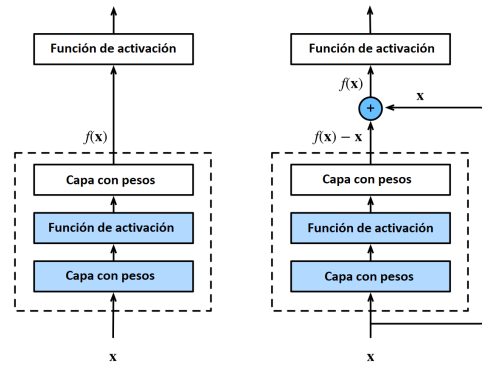 Función de activación
f(x)
Capa con pesos
Función de activación
Capa con pesos
x
Función de activación
f(x)
x
+
f(x) − x
Capa con pesos
Función de activación
Capa con pesos
x